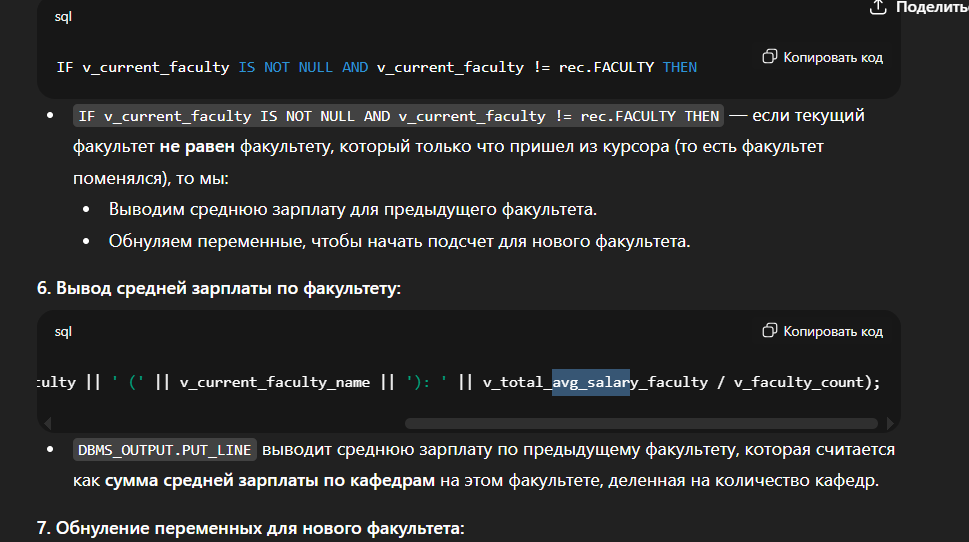 Поделить
sql
Копировать код
IF v_current_faculty IS NOT NULL AND v_current_faculty != rec.FACULTY THEN
• IF v_current_faculty IS NOT NULL AND v_current_faculty != rec.FACULTY THEN — если текущий
факультет не равен факультету, который только что пришел из курсора (то есть факультет
поменялся), то мы:
• Выводим среднюю зарплату для предыдущего факультета.
• Обнуляем переменные, чтобы начать подсчет для нового факультета.
6. Вывод средней зарплаты по факультету:
sql
Копировать код
culty || ' (' || v_current_faculty_name || '): ' || v_total_avg_salary_faculty / v_faculty_count);
• DBMS_OUTPUT.PUT_LINE выводит среднюю зарплату по предыдущему факультету, которая считается
как сумма средней зарплаты по кафедрам на этом факультете, деленная на количество кафедр.
7. Обнуление переменных для нового факультета: